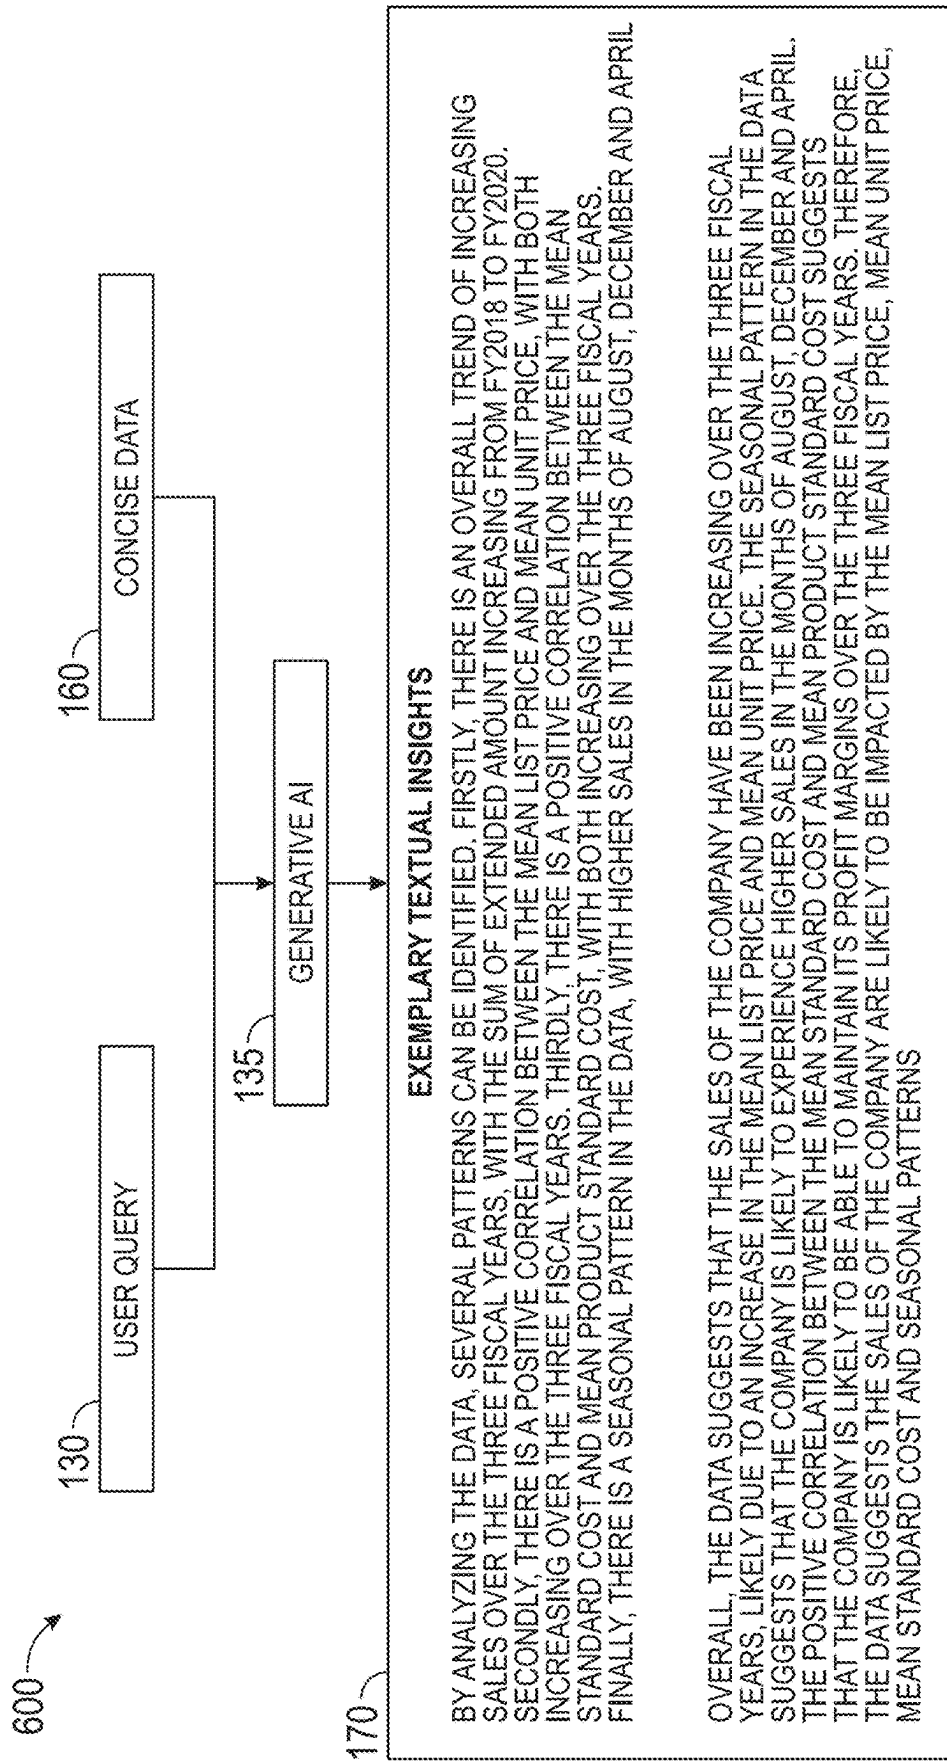 600
130
USER QUERY
160
CONCISE DATA
135
GENERATIVE AI
170
EXEMPLARY TEXTUAL INSIGHTS
BY ANALYZING THE DATA, SEVERAL PATTERNS CAN BE IDENTIFIED. FIRSTLY, THERE IS AN OVERALL TREND OF INCREASING
SALES OVER THE THREE FISCAL YEARS, WITH THE SUM OF EXTENDED AMOUNT INCREASING FROM FY2018 TO FY2020.
SECONDLY, THERE IS A POSITIVE CORRELATION BETWEEN THE MEAN LIST PRICE AND MEAN UNIT PRICE, WITH BOTH
INCREASING OVER THE THREE FISCAL YEARS. THIRDLY, THERE IS A POSITIVE CORRELATION BETWEEN THE MEAN
STANDARD COST AND MEAN PRODUCT STANDARD COST, WITH BOTH INCREASING OVER THE THREE FISCAL YEARS.
FINALLY, THERE IS A SEASONAL PATTERN IN THE DATA, WITH HIGHER SALES IN THE MONTHS OF AUGUST, DECEMBER AND APRIL
OVERALL, THE DATA SUGGESTS THAT THE SALES OF THE COMPANY HAVE BEEN INCREASING OVER THE THREE FISCAL
YEARS, LIKELY DUE TO AN INCREASE IN THE MEAN LIST PRICE AND MEAN UNIT PRICE. THE SEASONAL PATTERN IN THE DATA
SUGGESTS THAT THE COMPANY IS LIKELY TO EXPERIENCE HIGHER SALES IN THE MONTHS OF AUGUST, DECEMBER AND APRIL.
THE POSITIVE CORRELATION BETWEEN THE MEAN STANDARD COST AND MEAN PRODUCT STANDARD COST SUGGESTS
THAT THE COMPANY IS LIKELY TO BE ABLE TO MAINTAIN ITS PROFIT MARGINS OVER THE THREE FISCAL YEARS. THEREFORE,
THE DATA SUGGESTS THE SALES OF THE COMPANY ARE LIKELY TO BE IMPACTED BY THE MEAN LIST PRICE, MEAN UNIT PRICE,
MEAN STANDARD COST AND SEASONAL PATTERNS